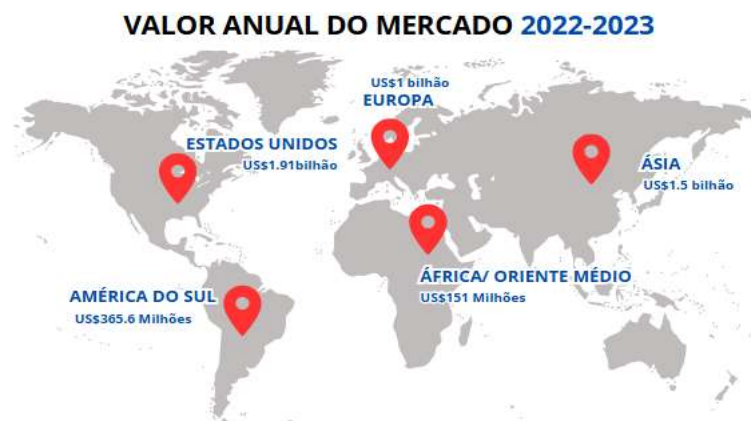 VALOR ANUAL DO MERCADO 2022-2023
US$1 bilhão
EUROPA
ESTADOS UNIDOS
US$1.91bilhão
ÁSIA
US$1.5 bilhão
ÁFRICA/ ORIENTE MÉDIO
US$151 Milhões
AMÉRICA DO SUL
US$365.6 Milhões